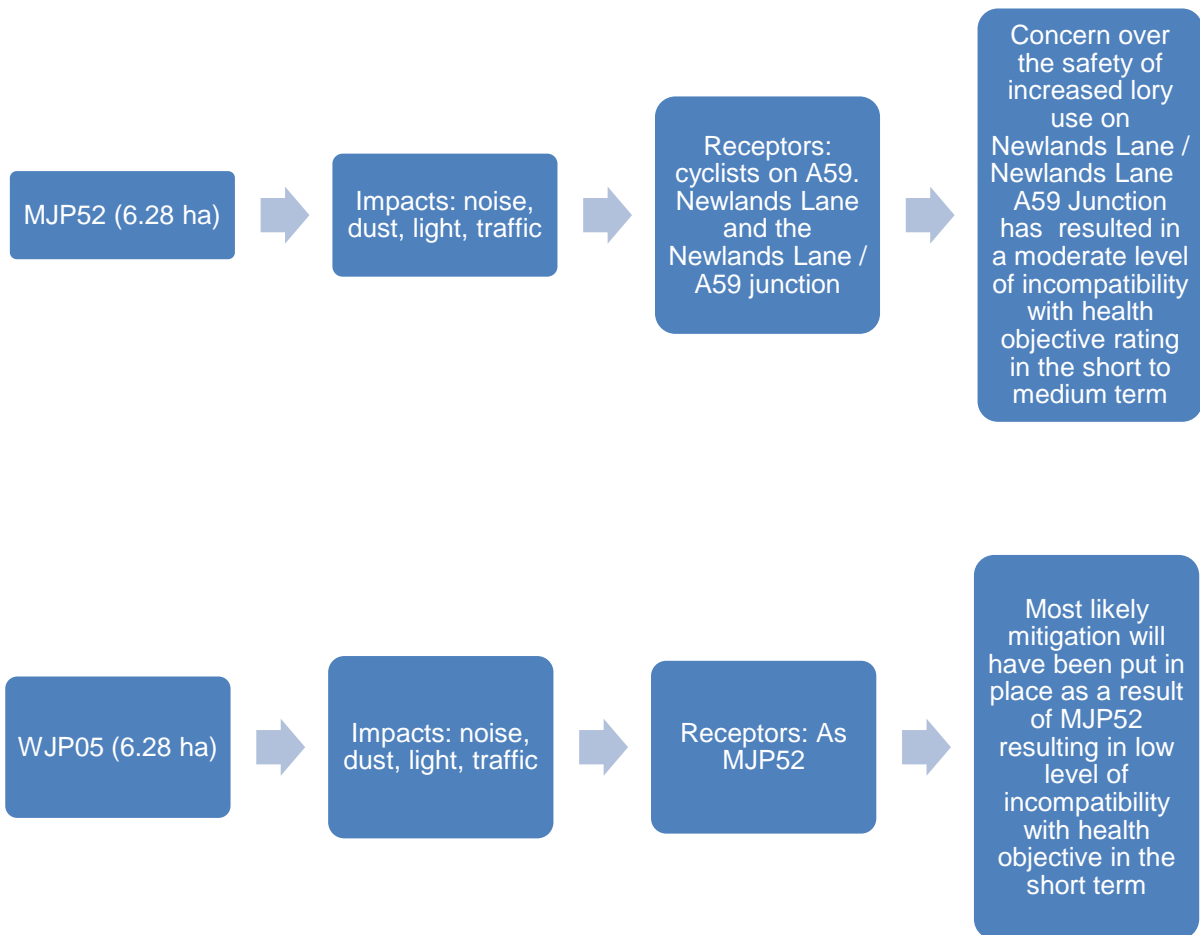 MJP52 (6.28 ha)
Impacts: noise,
dust, light, traffic
Receptors:
cyclists on A59.
Newlands Lane
and the
Newlands Lane /
A59 junction
Concern over
the safety of
increased lory
use on
Newlands Lane /
Newlands Lane
A59 Junction
has resulted in
a moderate level
of incompatibility
with health
objective rating
in the short to
medium term
WJP05 (6.28 ha)
Impacts: noise,
dust, light, traffic
Receptors: As
MJP52
Most likely
mitigation will
have been put in
place as a result
of MJP52
resulting in low
level of
incompatibility
with health
objective in the
short term